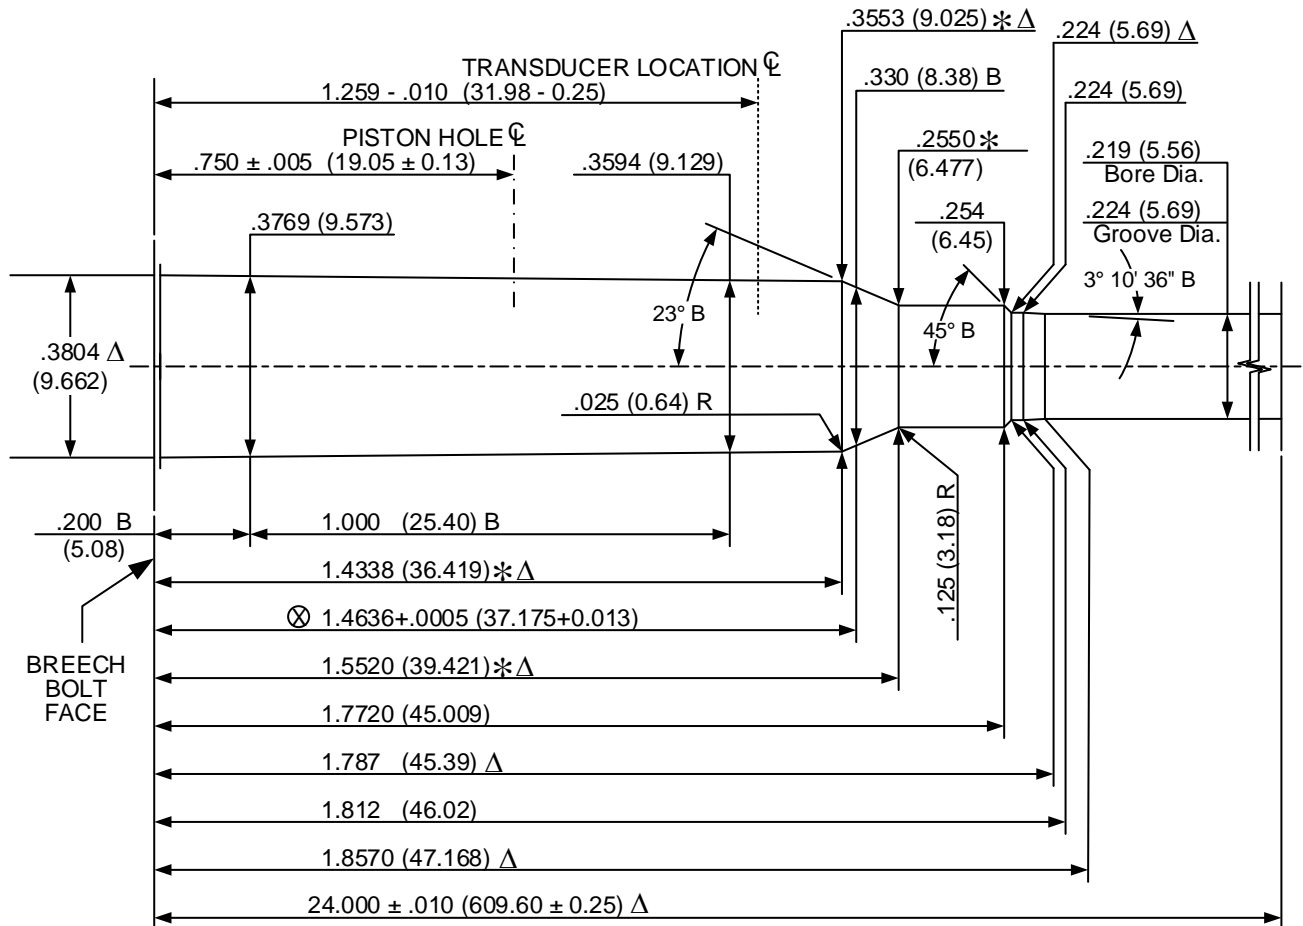 .3553 (9.025) ✻ Δ
.224 (5.69) Δ
TRANSDUCER LOCATION ℄
.330 (8.38) B
1.259 - .010 (31.98 - 0.25)
.224 (5.69)
PISTON HOLE ℄
.2550 ✻
(6.477)
.219 (5.56)
Bore Dia.
.750 ± .005 (19.05 ± 0.13)
.3594 (9.129)
.3769 (9.573)
.254
(6.45)
.224 (5.69)
Groove Dia.
3° 10' 36" B
23° B
45° B
.3804 Δ
(9.662)
.025 (0.64) R
.125 (3.18) R
.200 B
(5.08)
1.000 (25.40) B
1.4338 (36.419) ✻ Δ
⊗ 1.4636+.0005 (37.175+0.013)
BREECH
BOLT
FACE
1.5520 (39.421) ✻ Δ
1.7720 (45.009)
1.787 (45.39) Δ
1.812 (46.02)
1.8570 (47.168) Δ
24.000 ± .010 (609.60 ± 0.25) Δ